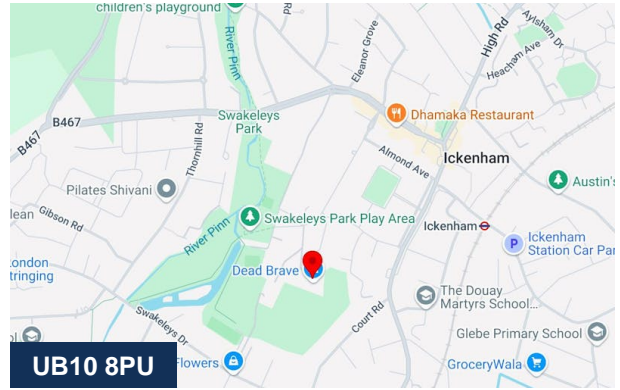 children's playground
PR
River Pinn
Eleanor Grove
High Rd
Aylsham Dr
Heacham Ave
B467
B467
Thornhill Rd
Swakeleys
Park
Dhamaka Restaurant
Almond Ave
Ickenham
Pilates Shivani
Austin's
Gibson Rd
lean
Swakeleys Park Play Area
River Pinn
Ickenham
Ickenham
Station Car Par
P
London
tringing
Dead Brave
Swakeleys Dr
Court Rd
The Douay
Martyrs School...
Glebe Primary School
ol
Flowers
GroceryWala
UB10 8PU